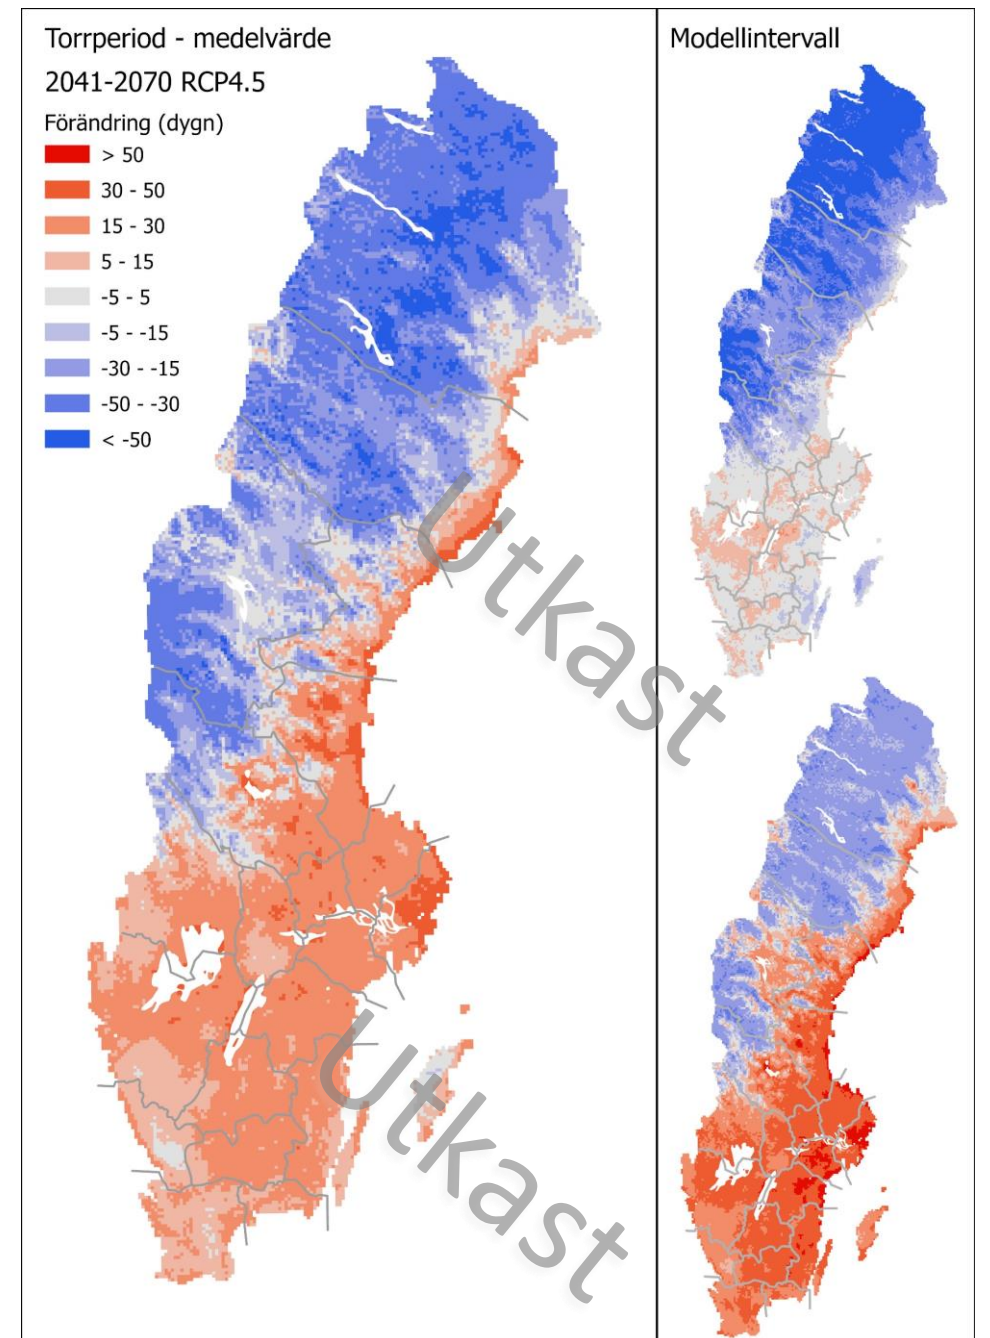 Torrperiod - medelvärde
2041-2070 RCP4.5
Förändring (dygn)
> 50
30 - 50
15 - 30
5 - 15
-5 - 5
-5 - -15
-30 - -15
-50 - -30
< -50
Modellintervall
Utkast
Utkast